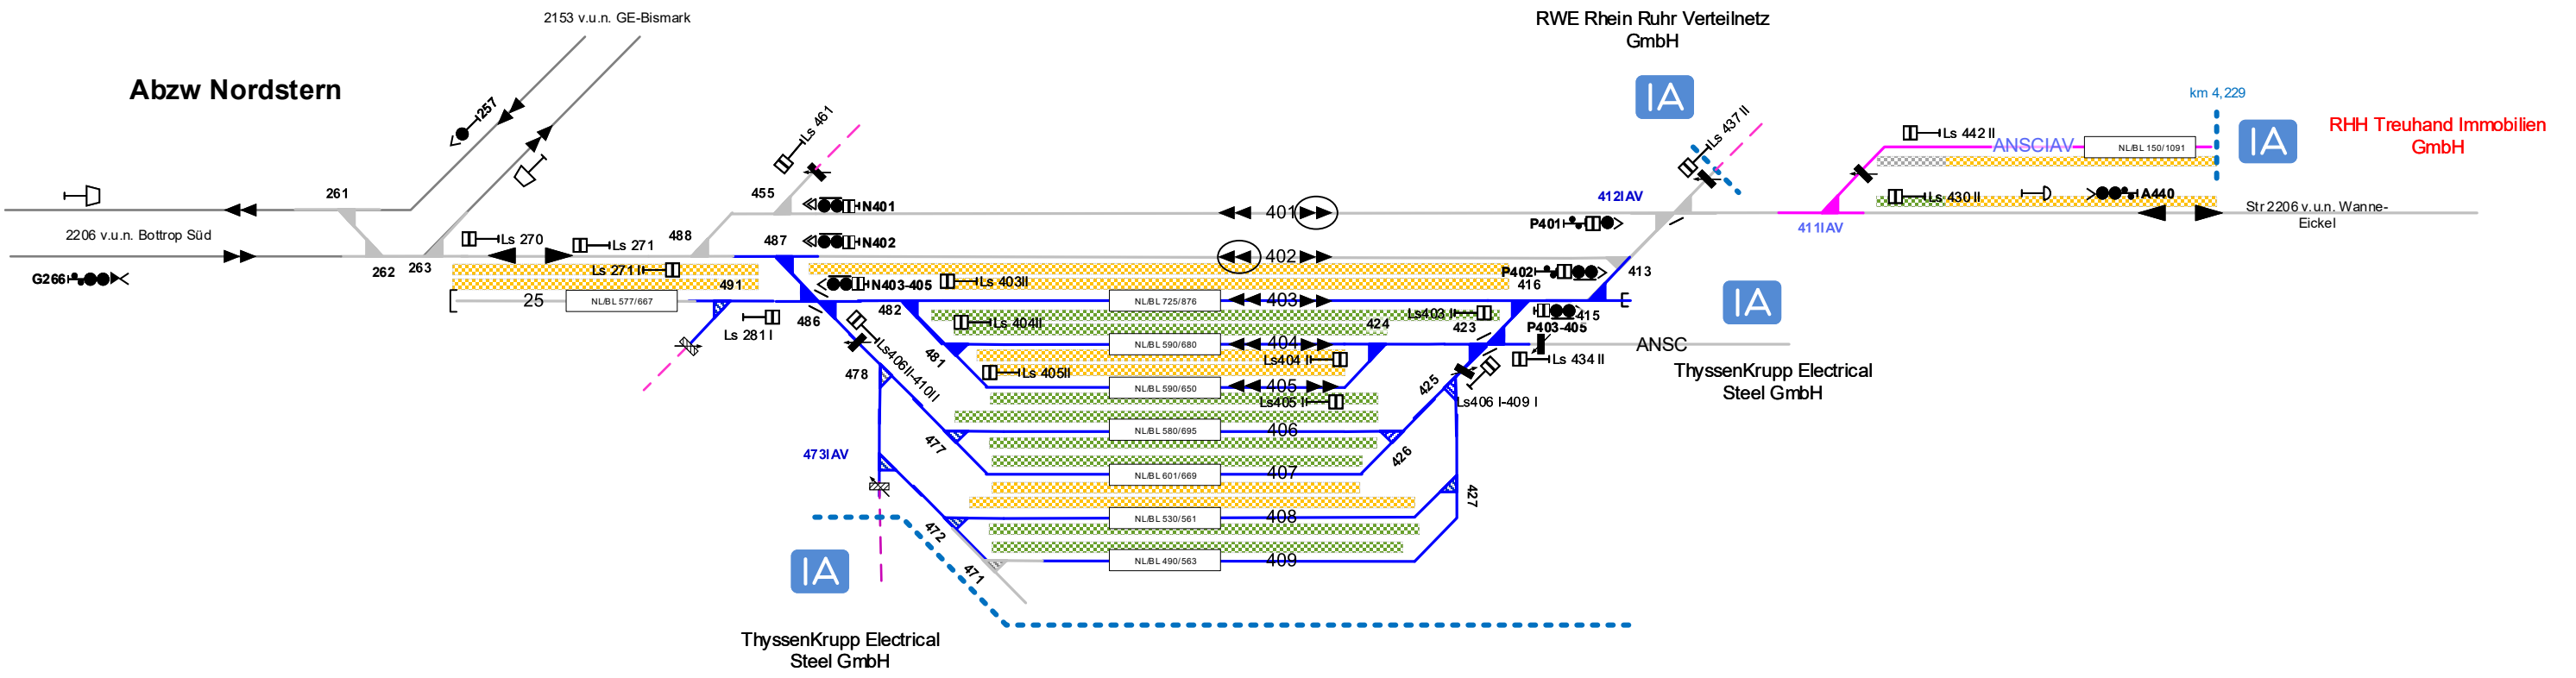 2153 v.u.n. GE-Bismark
RWE Rhein Ruhr Verteilnetz
GmbH
Abzw Nordstern
IA
km 4,229
257
Ls 461
Ls 437 II
Ls 442 II
ANSCIAV
NL/BL 150/1091
IA
RHH Treuhand Immobilien
GmbH
261
455
N401
401
412IAV
P401
411IAV
Ls 430 II
A440
Str 2206 v.u.n. Wanne-
Eickel
2206 v.u.n. Bottrop Süd
262
263
Ls 270
Ls 271
488
487
N402
402
G266
Ls 271 I
491
N403-405
Ls 403II
P402
416
413
25
NL/BL 577/667
NL/BL 725/876
403
IA
Ls 281 I
486
482
Ls 404II
Ls403 II
424
423
415
P403-405
481
NL/BL 590/680
404
Ls404 II
ANSC
Ls 434 II
Ls406II-410II
478
Ls 405II
NL/BL 590/650
405
Ls405 II
425
Ls406 I-409 I
ThyssenKrupp Electrical
Steel GmbH
477
NL/BL 580/695
406
426
473IAV
NL/BL 601/669
407
427
472
NL/BL 530/561
408
471
NL/BL 490/563
409
IA
ThyssenKrupp Electrical
Steel GmbH